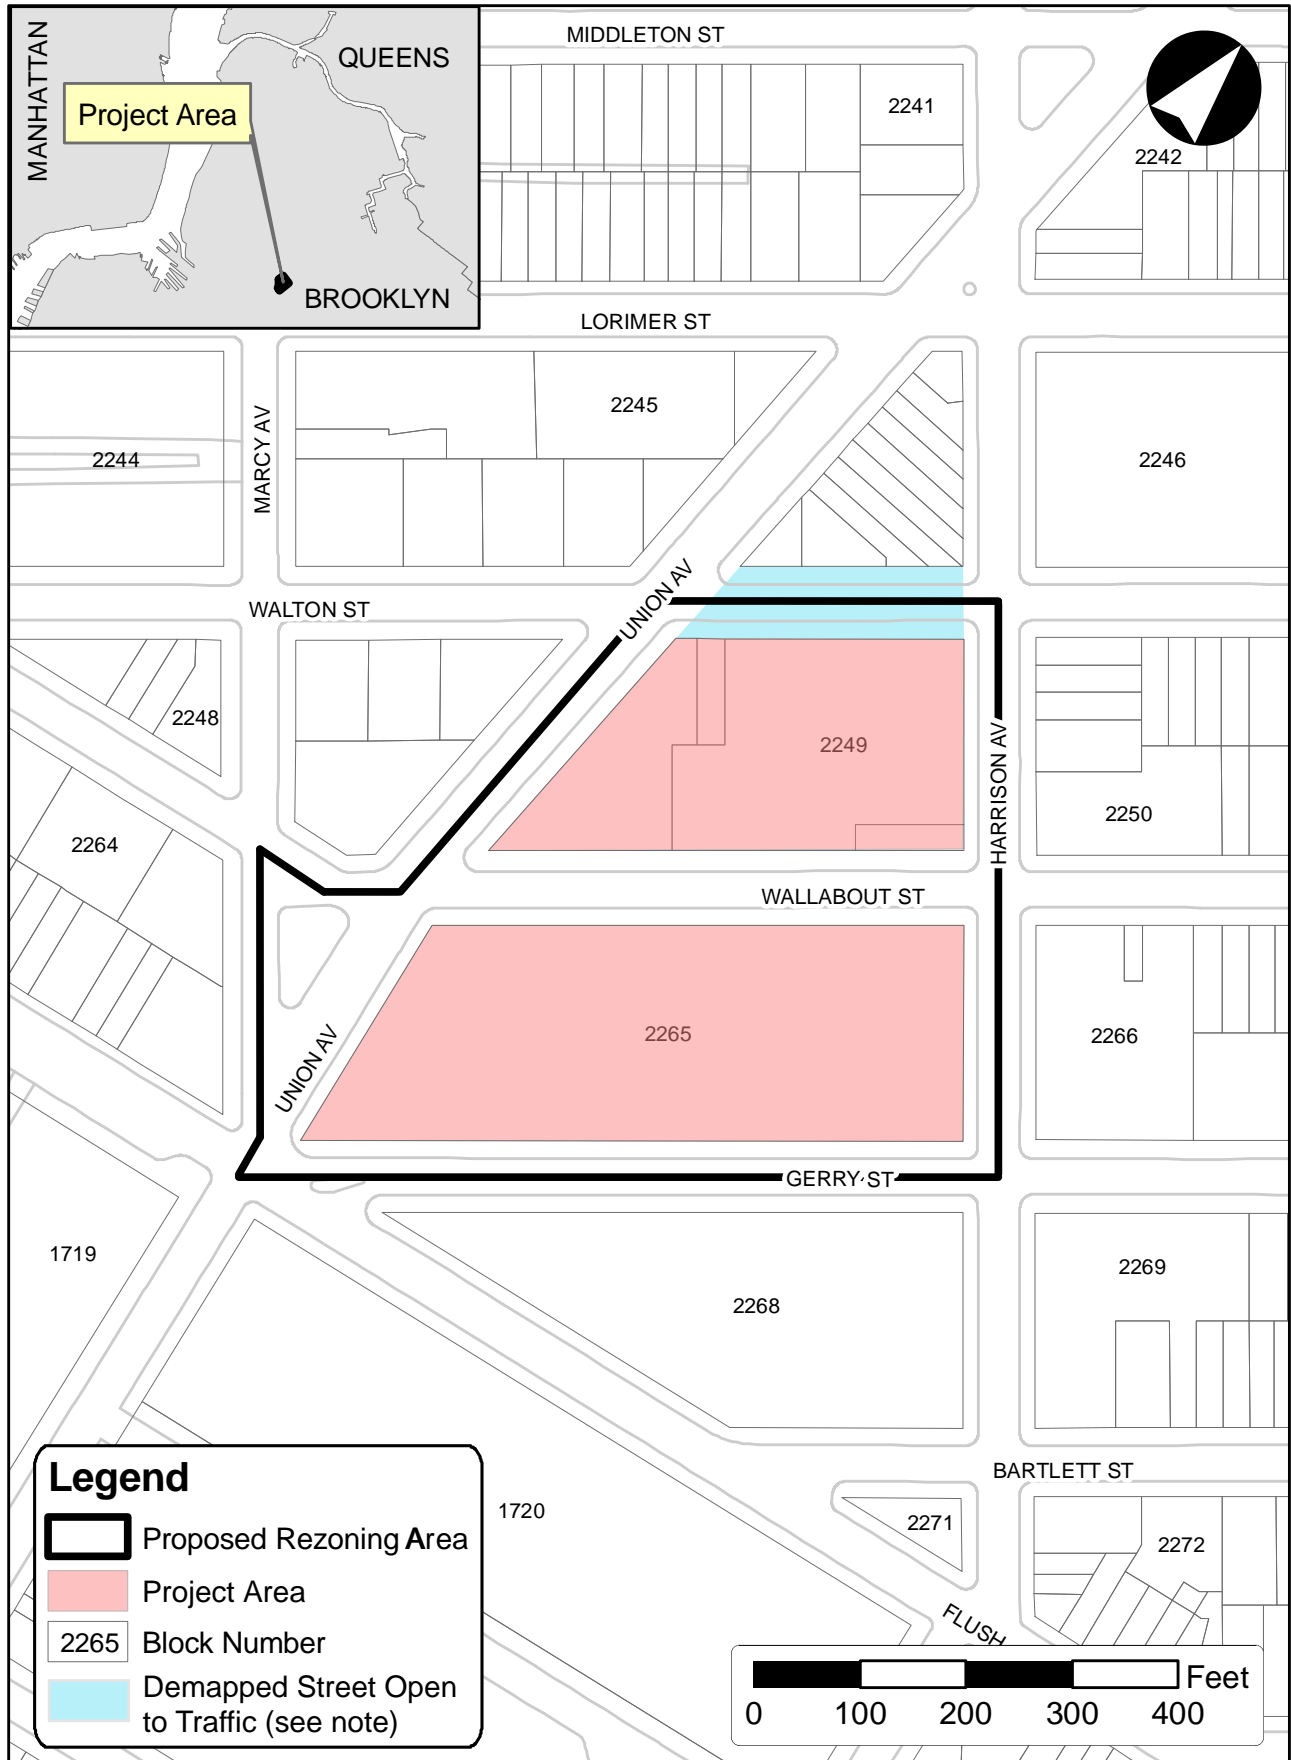 MIDDLETON ST
MANHATTAN
QUEENS
Project Area
BROOKLYN
2241
2242
LORIMER ST
2245
MARCY AV
2244
2246
UNION AV
WALTON ST
2248
2249
HARRISON AV
2250
2264
WALLABOUT ST
2265
2266
UNION AV
GERRY ST
1719
2269
2268
BARTLETT ST
1720
2271
2272
FLUSH
Legend
Proposed Rezoning Area
Project Area
2265 Block Number
Demapped Street Open
to Traffic (see note)
Feet
0 100 200 300 400